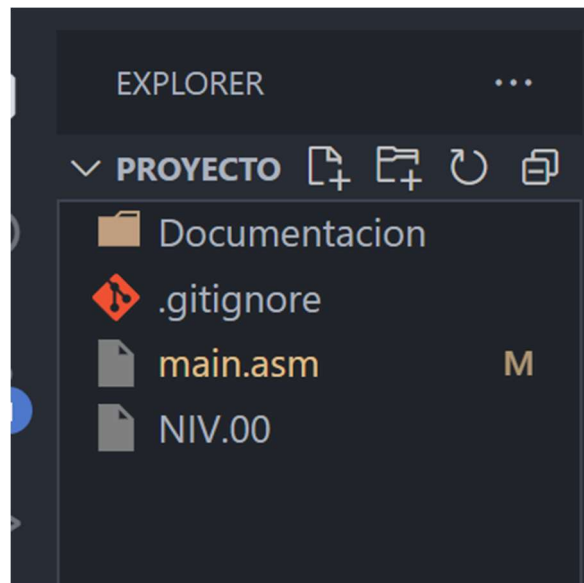 EXPLORER
PROYECTO
Documentacion
.gitignore
main.asm M
NIV.00